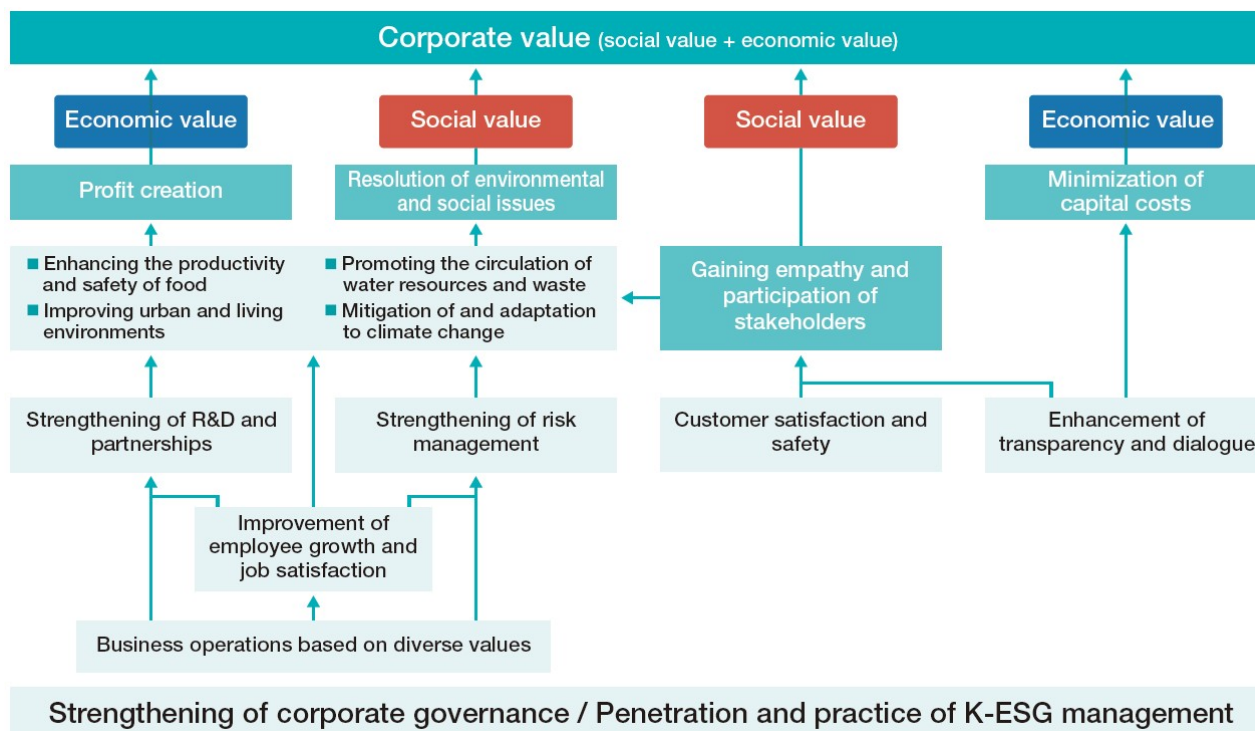 Corporate value (social value + economic value)
Economic value
Social value
Social value
Economic value
Profit creation
Resolution of environmental
and social issues
Minimization of
capital costs
■ Enhancing the productivity
and safety of food
■ Improving urban and living
environments
■ Promoting the circulation of
water resources and waste
■ Mitigation of and adaptation
to climate change
Gaining empathy and
participation of
stakeholders
Strengthening of R&D and
partnerships
Strengthening of risk
management
Customer satisfaction and
safety
Enhancement of
transparency and dialogue
Improvement of
employee growth and
job satisfaction
Business operations based on diverse values
Strengthening of corporate governance / Penetration and practice of K-ESG management